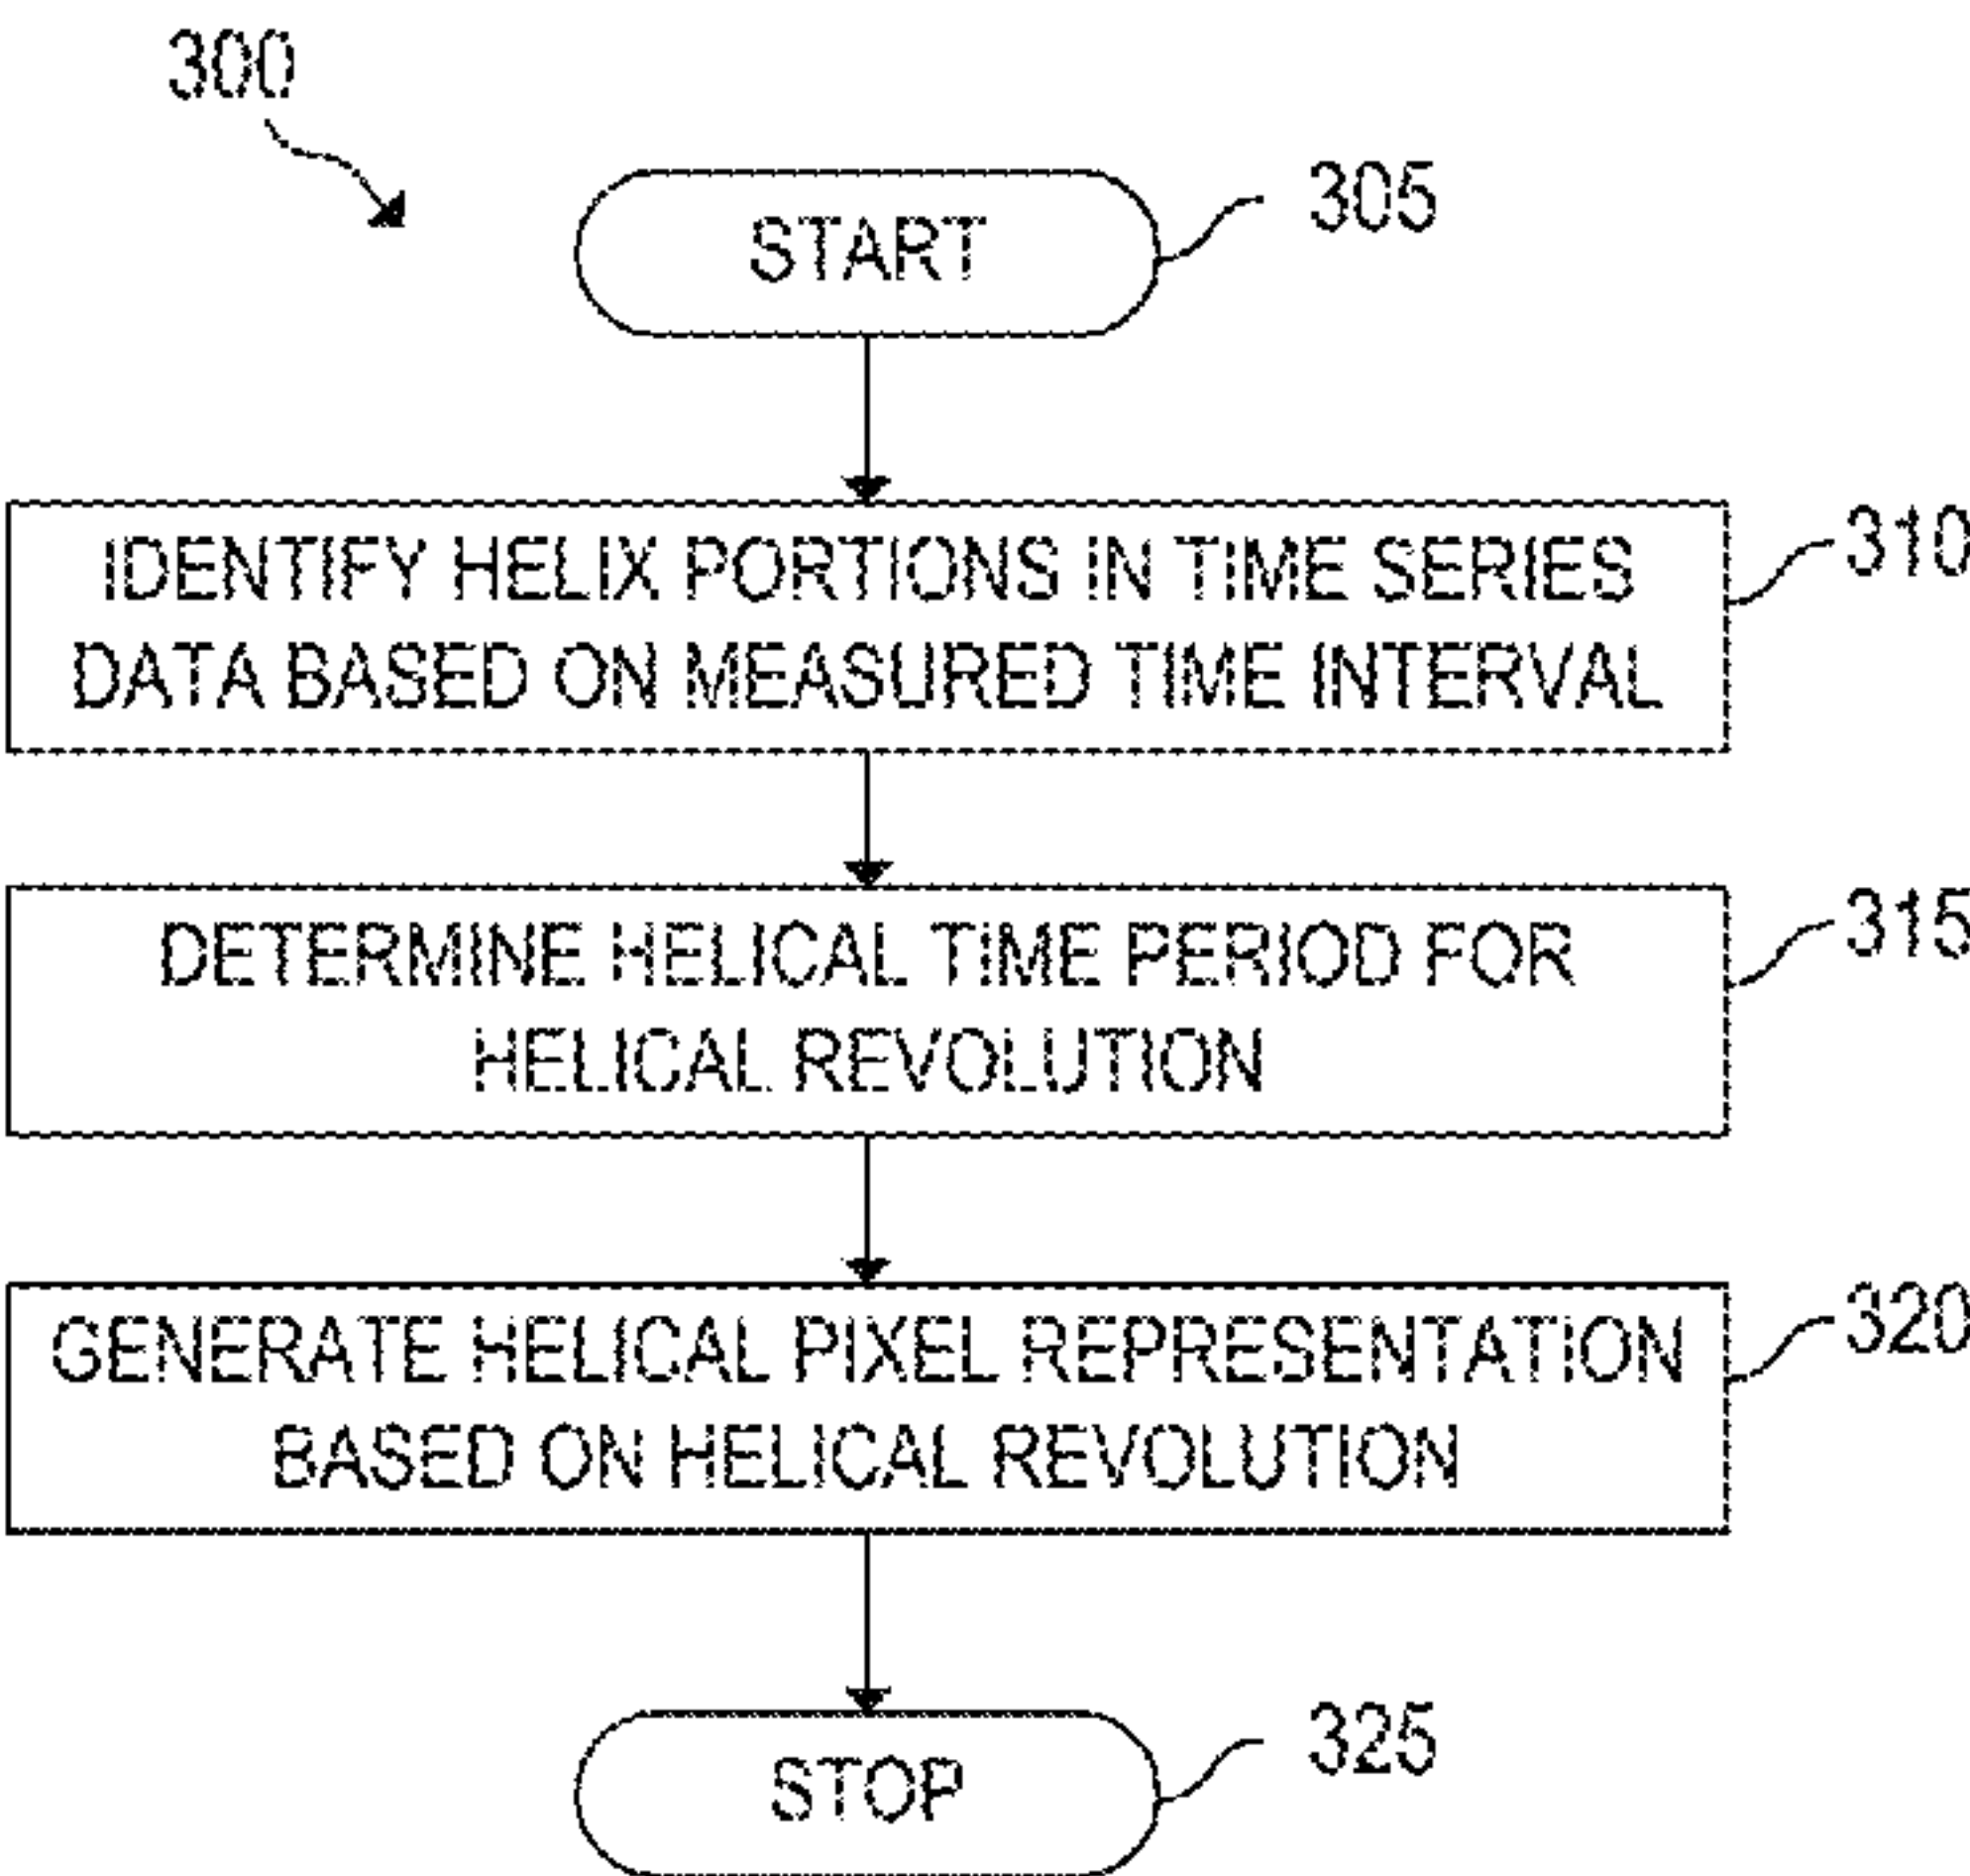 300
START
305
IDENTIFY HELIX PORTIONS IN TIME SERIES
DATA BASED ON MEASURED TIME INTERVAL
310
DETERMINE HELICAL TIME PERIOD FOR
HELICAL REVOLUTION
315
GENERATE HELICAL PIXEL REPRESENTATION
BASED ON HELICAL REVOLUTION
320
STOP
325